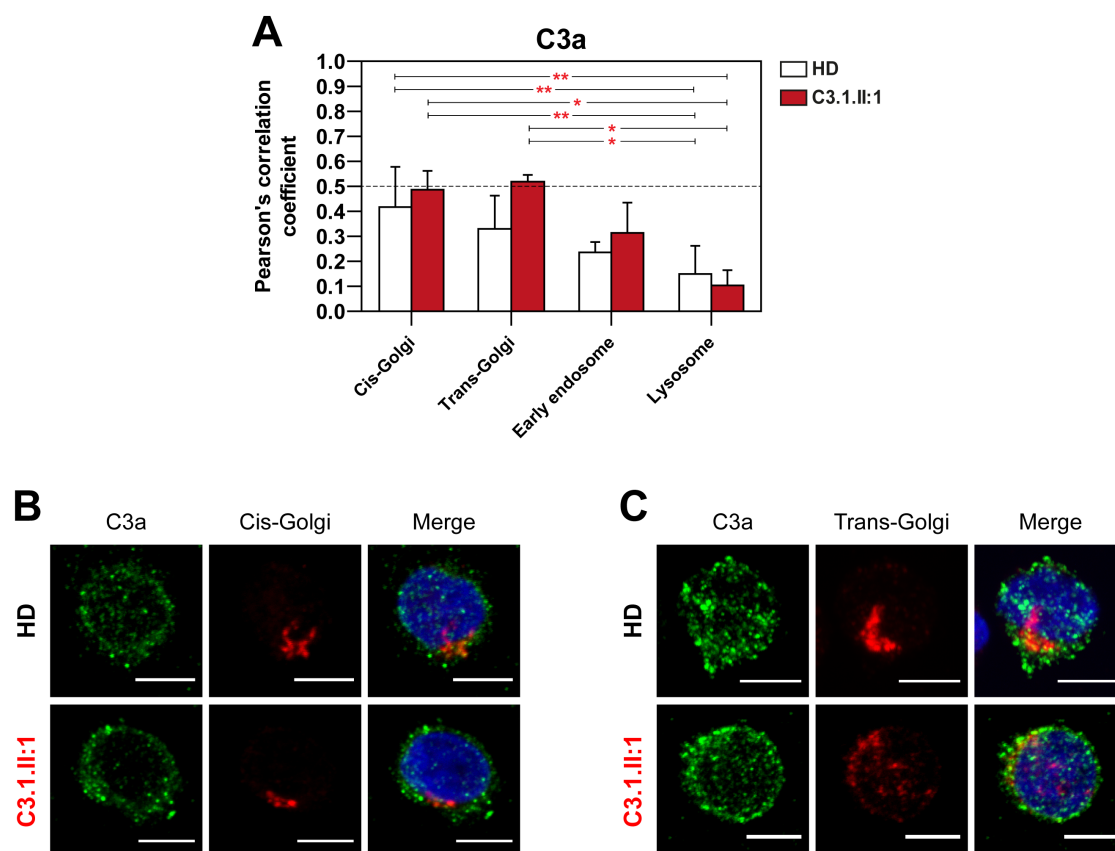 A
C3a
HD
C3.1.II:1
Pearson's correlation
coefficient
1.0
0.9
0.8
0.7
0.6
0.5
0.4
0.3
0.2
0.1
0.0
**
**
*
**
*
*
Cis-Golgi
Trans-Golgi
Early endosome
Lysosome
B
C3a
Cis-Golgi
Merge
HD
C3.1.II:1
C
C3a
Trans-Golgi
Merge
HD
C3.1.II:1